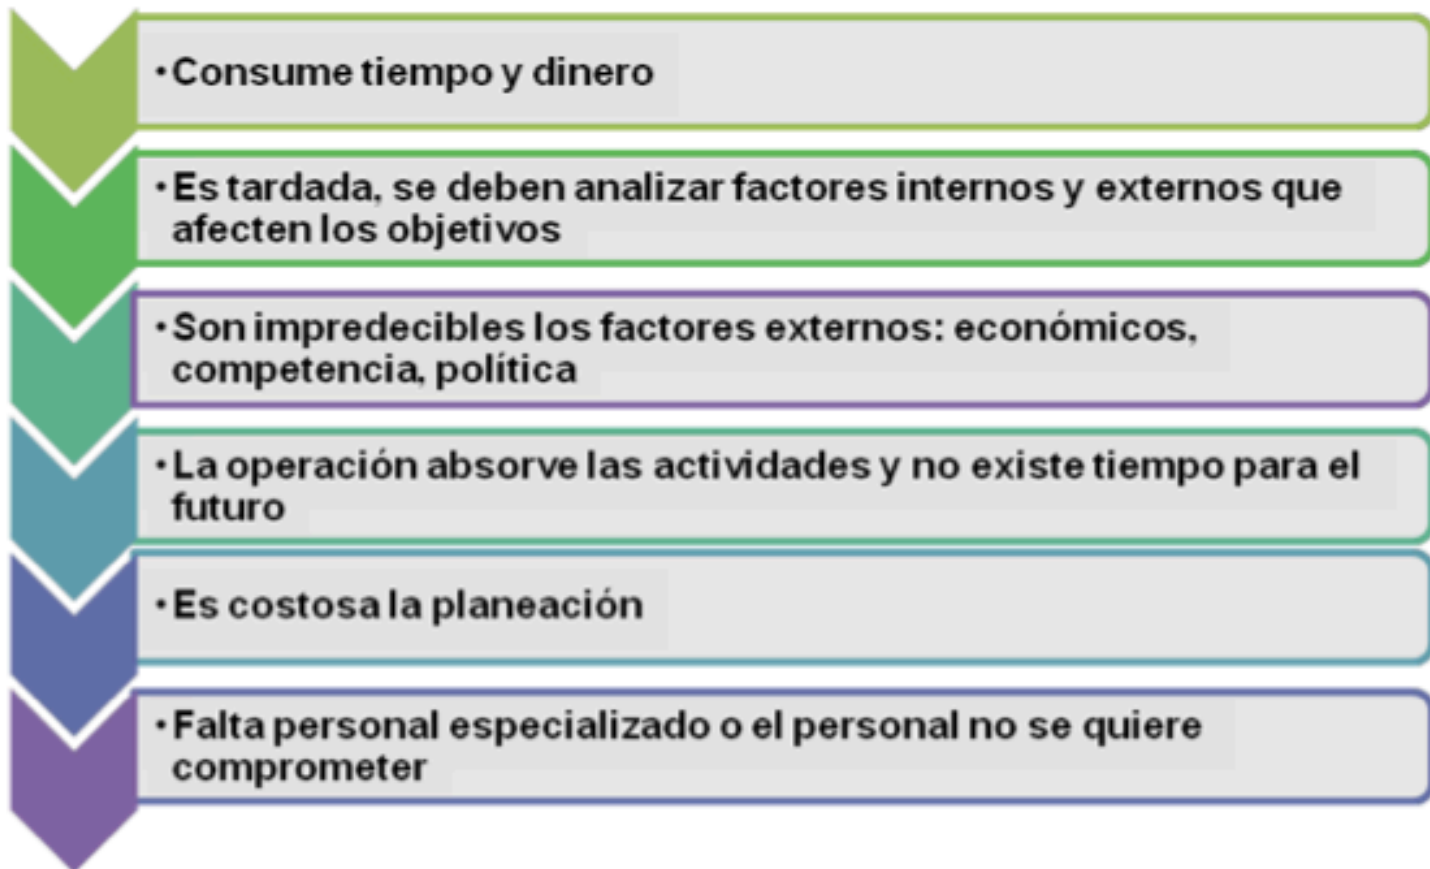 •Consume tiempo y dinero
•Es tardada, se deben analizar factores internos y externos que
afecten los objetivos
•Son impredecibles los factores externos: económicos,
competencia, política
•La operación absorve las actividades y no existe tiempo para el
futuro
•Es costosa la planeación
•Falta personal especializado o el personal no se quiere
comprometer